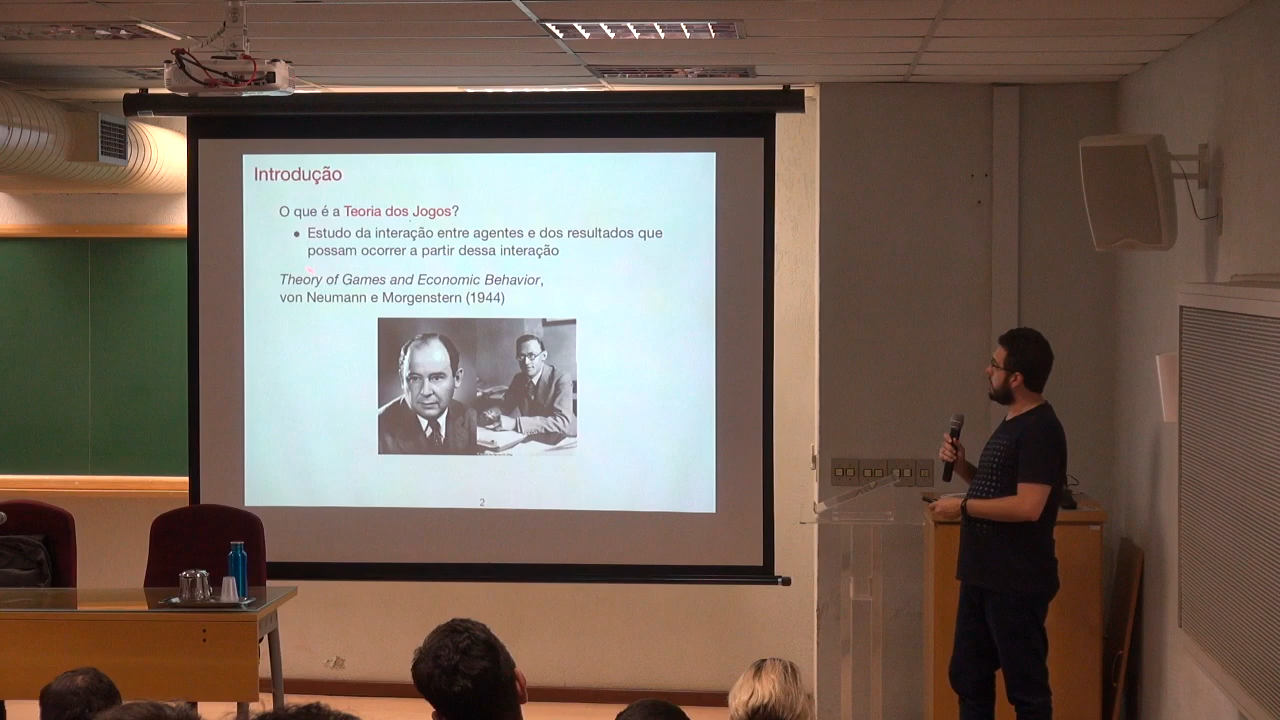 Introdução
O que é a Teoria dos Jogos?
• Estudo da interação entre agentes e dos resultados que
possam ocorrer a partir dessa interação
Theory of Games and Economic Behavior,
von Neumann e Morgenstern (1944)
2